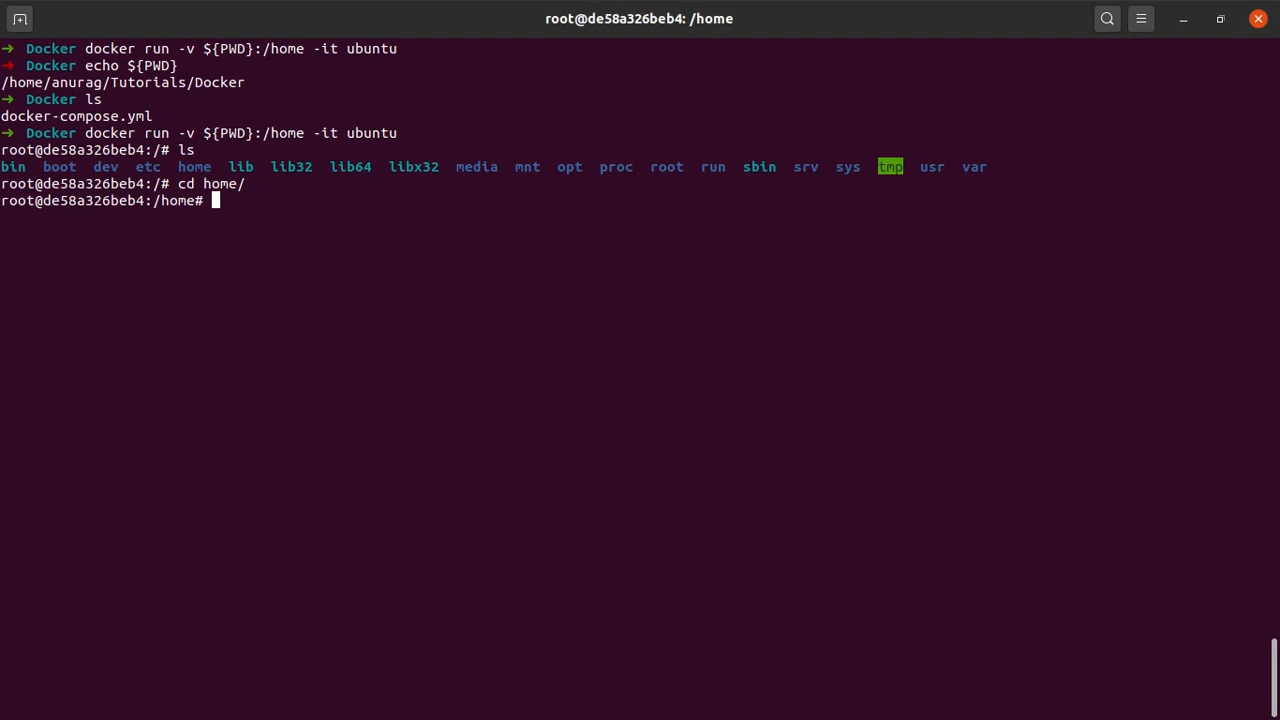 root@de58a326beb4: /home
➜  Docker docker run -v ${PWD}:/home -it ubuntu
➜  Docker echo ${PWD}
/home/anurag/Tutorials/Docker
➜  Docker ls
docker-compose.yml
➜  Docker docker run -v ${PWD}:/home -it ubuntu
root@de58a326beb4:/# ls
bin  boot  dev  etc  home  lib  lib32  lib64  libx32  media  mnt  opt  proc  root  run  sbin  srv  sys  tmp  usr  var
root@de58a326beb4:/# cd home/
root@de58a326beb4:/home#